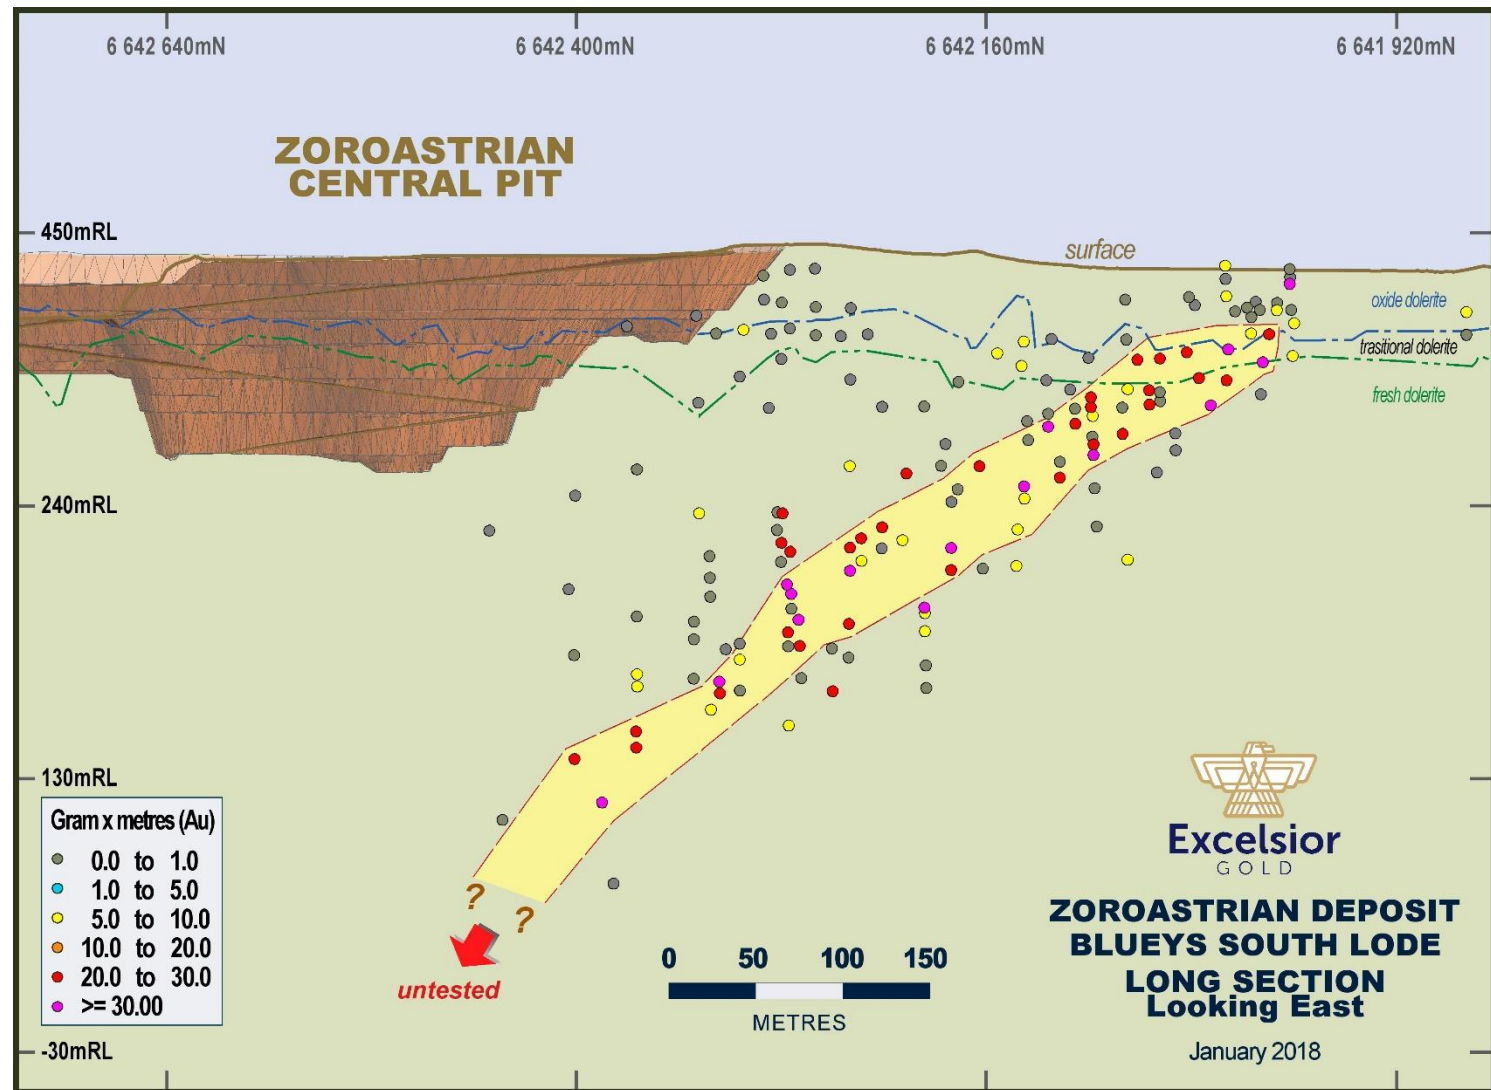 6 642 640mN
6 642 400mN
6 642 160mN
6 641 920mN
ZOROASTRIAN
CENTRAL PIT
450mRL
surface
oxide dolerite
trasitional dolerite
fresh dolerite
240mRL
130mRL
Gram x metres (Au)
0.0 to 1.0
1.0 to 5.0
5.0 to 10.0
10.0 to 20.0
20.0 to 30.0
>= 30.00
? ?
untested
0 50 100 150
METRES
Excelsior
GOLD
ZOROASTRIAN DEPOSIT
BLUEYS SOUTH LODE
LONG SECTION
Looking East
January 2018
-30mRL